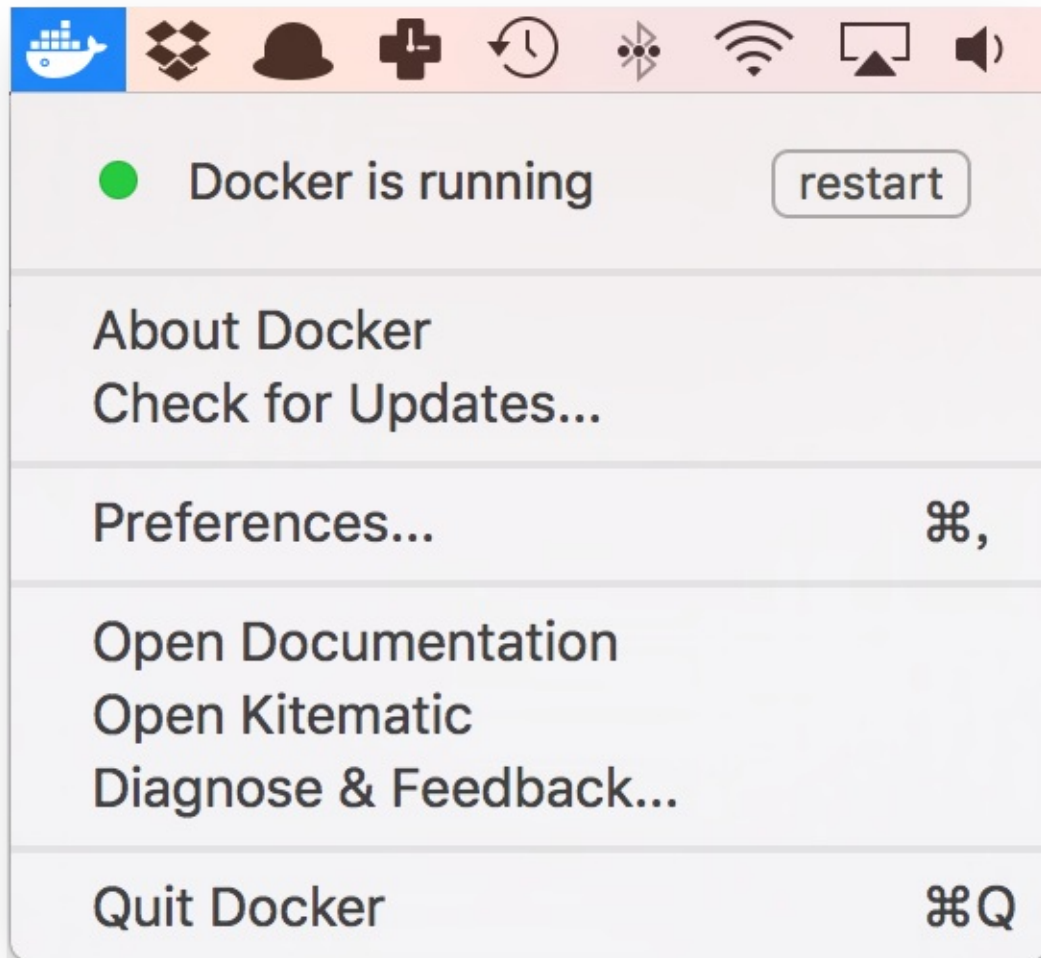 Docker is running restart
About Docker
Check for Updates...
Preferences... ⌘,
Open Documentation
Open Kitematic
Diagnose & Feedback...
Quit Docker ⌘Q